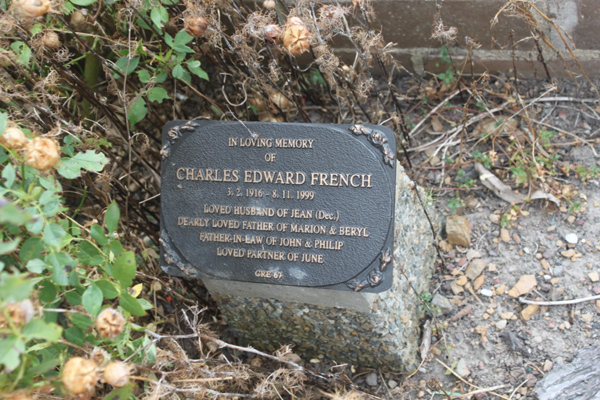 IN LOVING MEMORY
OF
CHARLES EDWARD FRENCH
3. 2. 1916 – 8. 11. 1999
LOVED HUSBAND OF JEAN (Dec.)
DEARLY LOVED FATHER OF MARION & BERYL
FATHER-IN-LAW OF JOHN & PHILIP
LOVED PARTNER OF JUNE
GRE 67